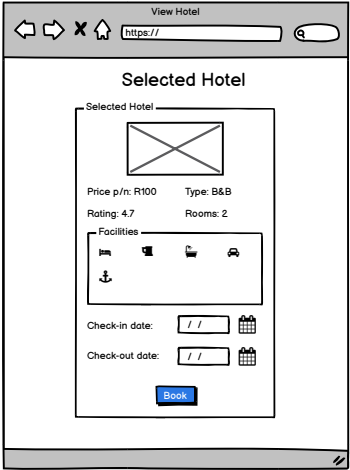 View Hotel
https://
Selected Hotel
Selected Hotel
Price p/n: R100 Type: B&B
Rating: 4.7 Rooms: 2
Facilities
Check-in date: / /
Check-out date: / /
Book